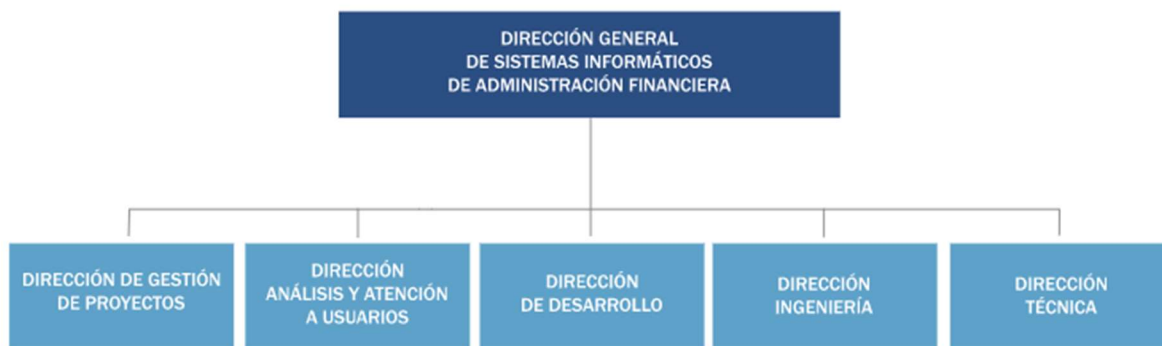 DIRECCIÓN GENERAL
DE SISTEMAS INFORMÁTICOS
DE ADMINISTRACIÓN FINANCIERA
DIRECCIÓN DE GESTIÓN
DE PROYECTOS
DIRECCIÓN
ANÁLISIS Y ATENCIÓN
A USUARIOS
DIRECCIÓN
DE DESARROLLO
DIRECCIÓN
INGENIERÍA
DIRECCIÓN
TÉCNICA